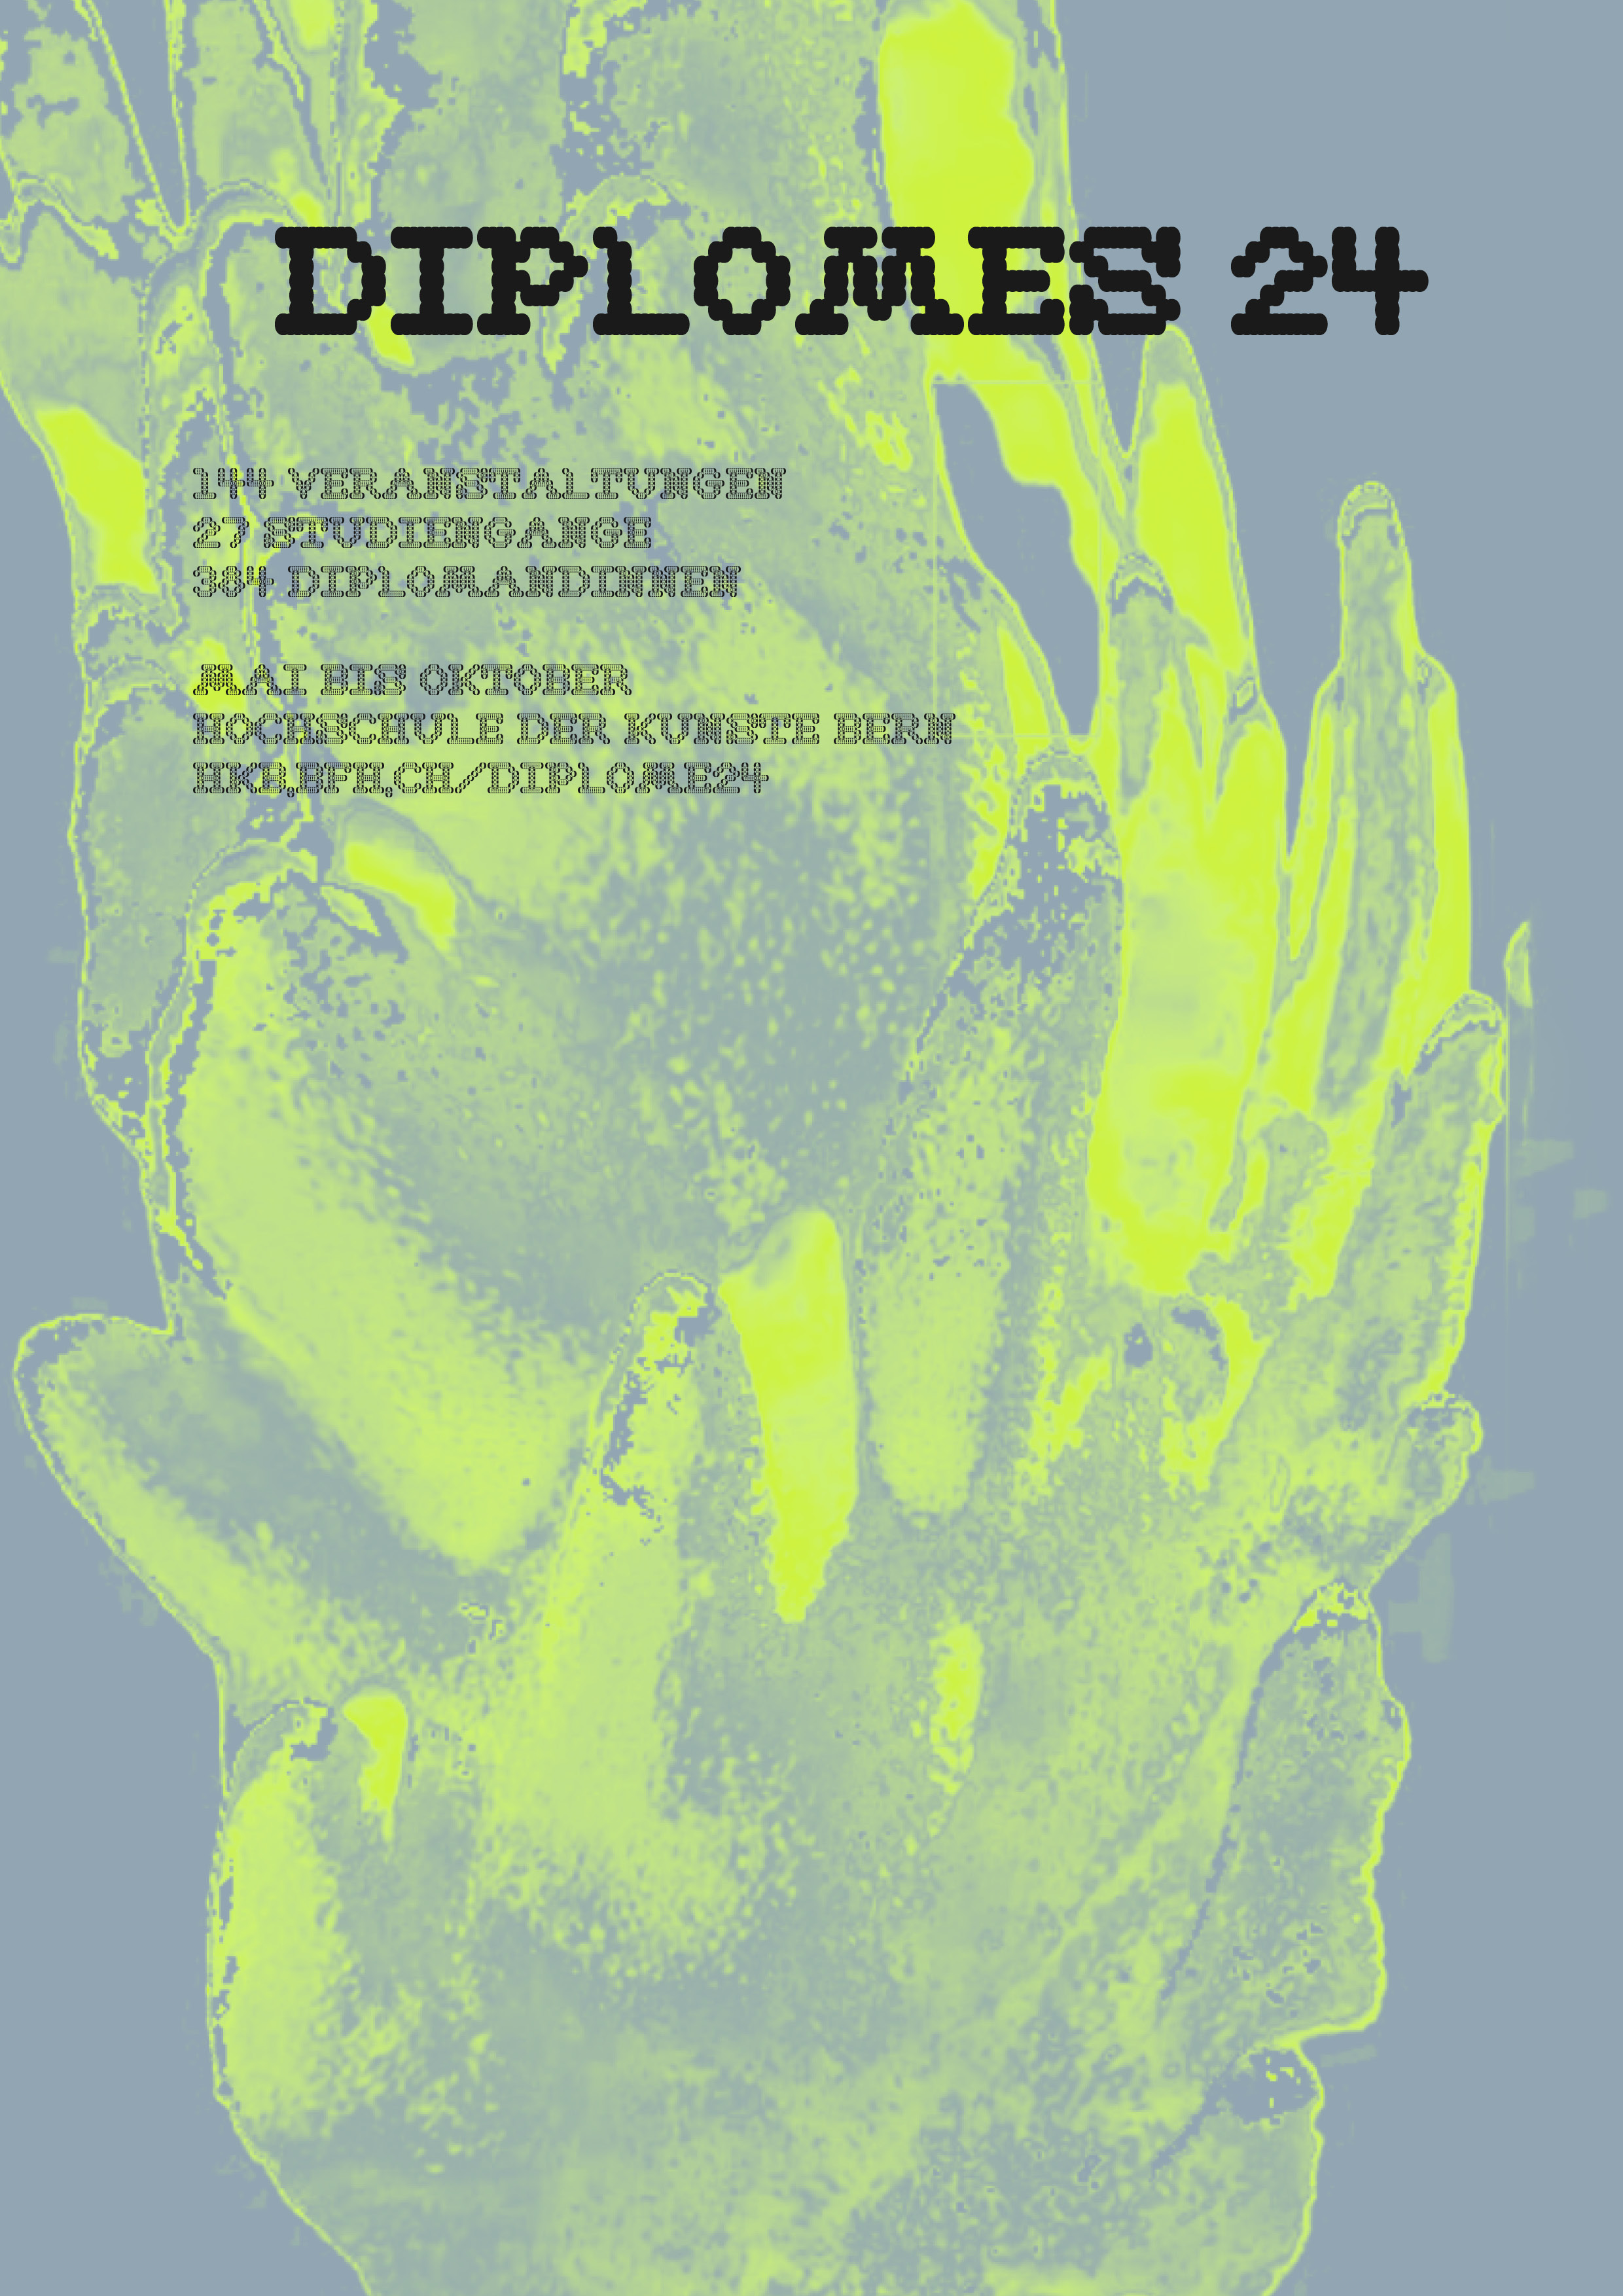 DIPLOMES 24
144 VERANSTALTUNGEN
27 STUDIENGANGE
384 DIPLOMANDINNEN
MAI BIS OKTOBER
HOCHSCHULE DER KUNSTE BERN
HKB.BFH.CH/DIPLOME24